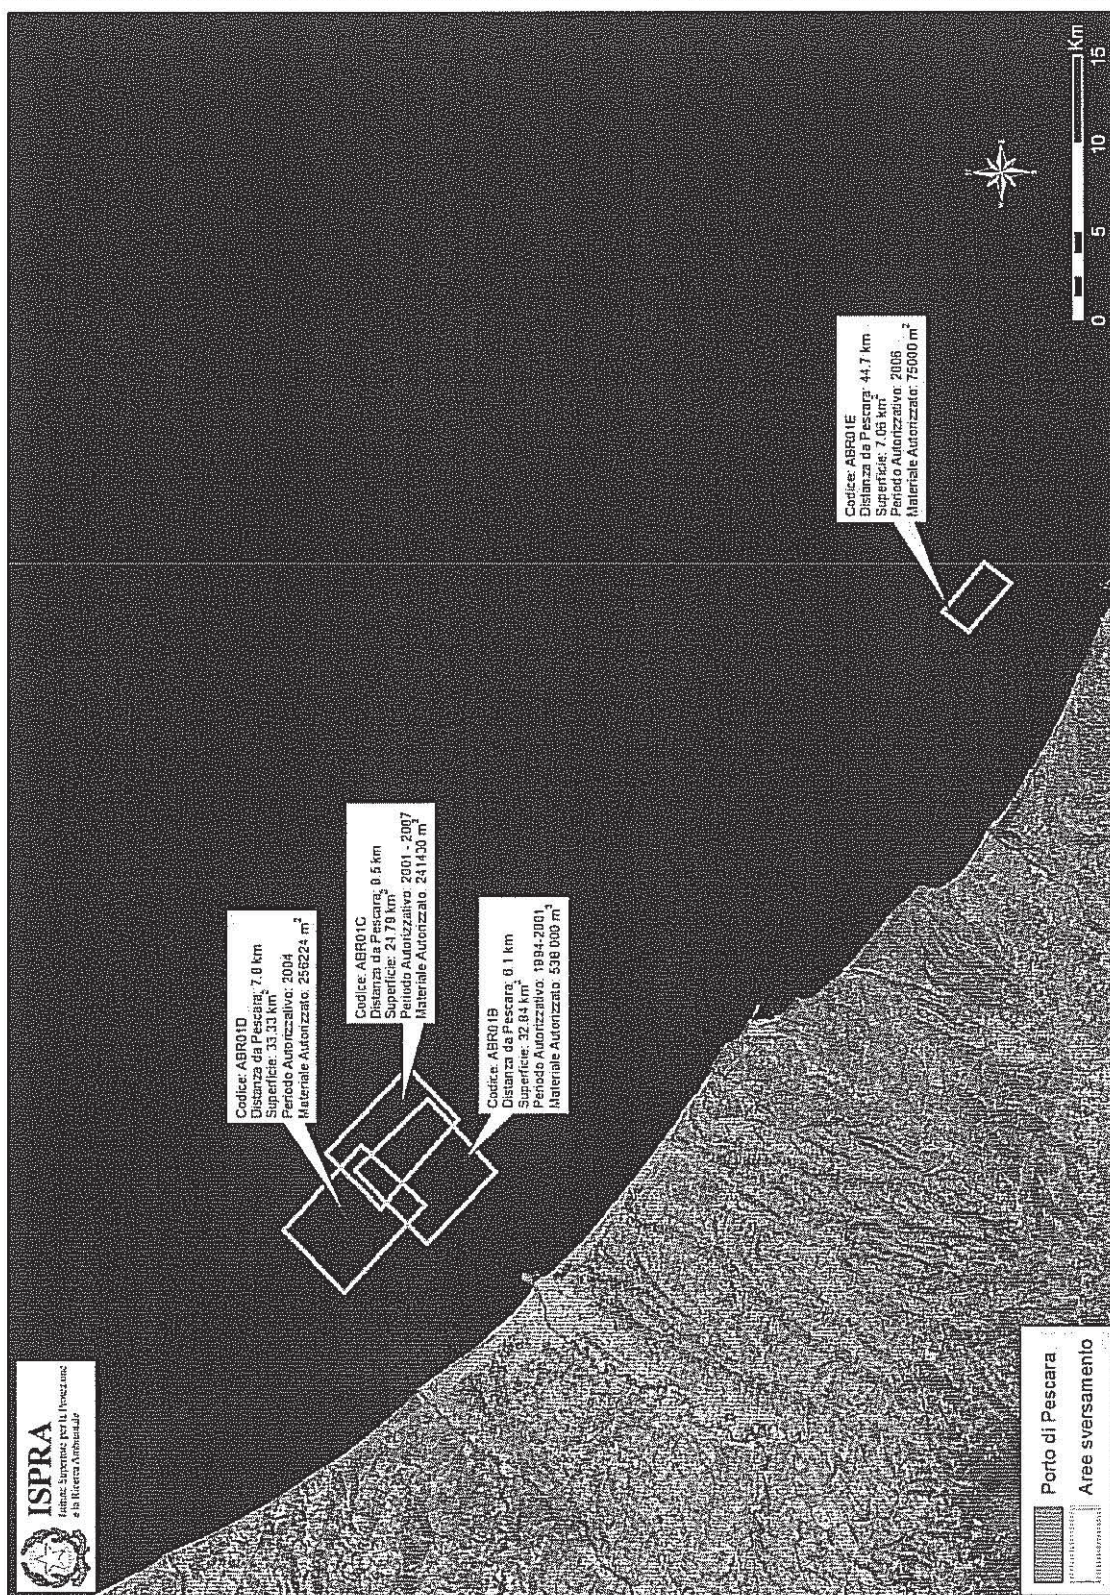 ISPRA
Istituto Superiore per la Protezione
e la Ricerca Ambientale
Codice: ABR01D
Distanza da Pescara: 7.8 km
Superficie: 33.33 km²
Periodo Autorizzativo: 2004
Materiale Autorizzato: 256224 m³
Codice: ABR01C
Distanza da Pescara: 8.5 km
Superficie: 21.79 km²
Periodo Autorizzativo: 2001 - 2007
Materiale Autorizzato: 241430 m³
Codice: ABR01B
Distanza da Pescara: 6.1 km
Superficie: 32.84 km²
Periodo Autorizzativo: 1994-2001
Materiale Autorizzato: 538 000 m³
Codice: ABR01E
Distanza da Pescara: 44.7 km
Superficie: 7.06 km²
Periodo Autorizzativo: 2006
Materiale Autorizzato: 75000 m³
N
W
E
S
Km
0 5 10 15
Porto di Pescara
Aree sversamento